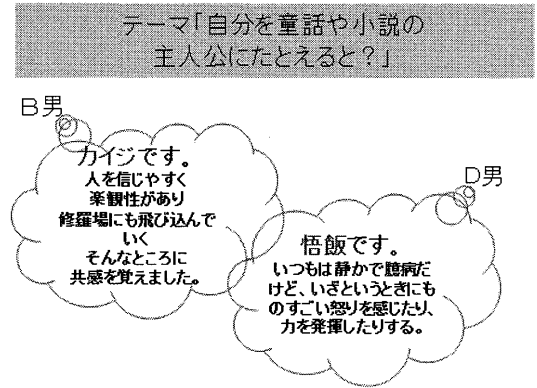 テーマ「自分を童話や小説の
主人公にたとえると？」
B男
カイジです。
人を信じやすく
楽観性があり
修羅場にも飛び込んで
いく
そんなところに
共感を覚えました。
D男
悟飯です。
いつもは静かで臆病だ
けど、いざというときにも
のすごい怒りを感じたり、
力を発揮したりする。